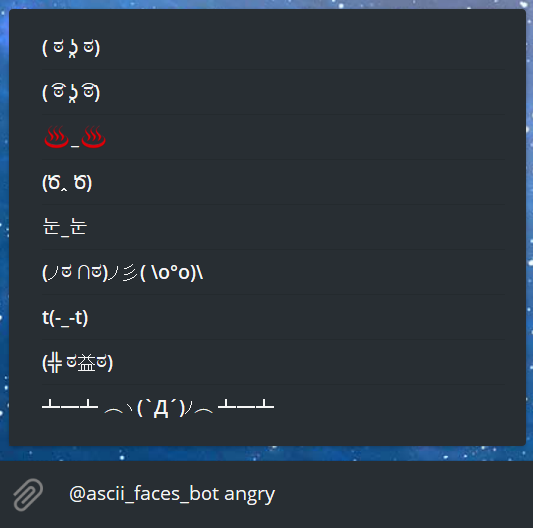 ( ಠ ʖ̯ ಠ)
( ಠ͡ ʖ̯ ಠ͡)
♨_♨
(Ծ‸ Ծ)
눈_눈
(ノಠ ∩ಠ)ノ彡( \o°o)\
t(-_-t)
(╬ ಠ益ಠ)
┻━┻ ︵ヽ(`Д´)ﾉ︵ ┻━┻
@ascii_faces_bot angry